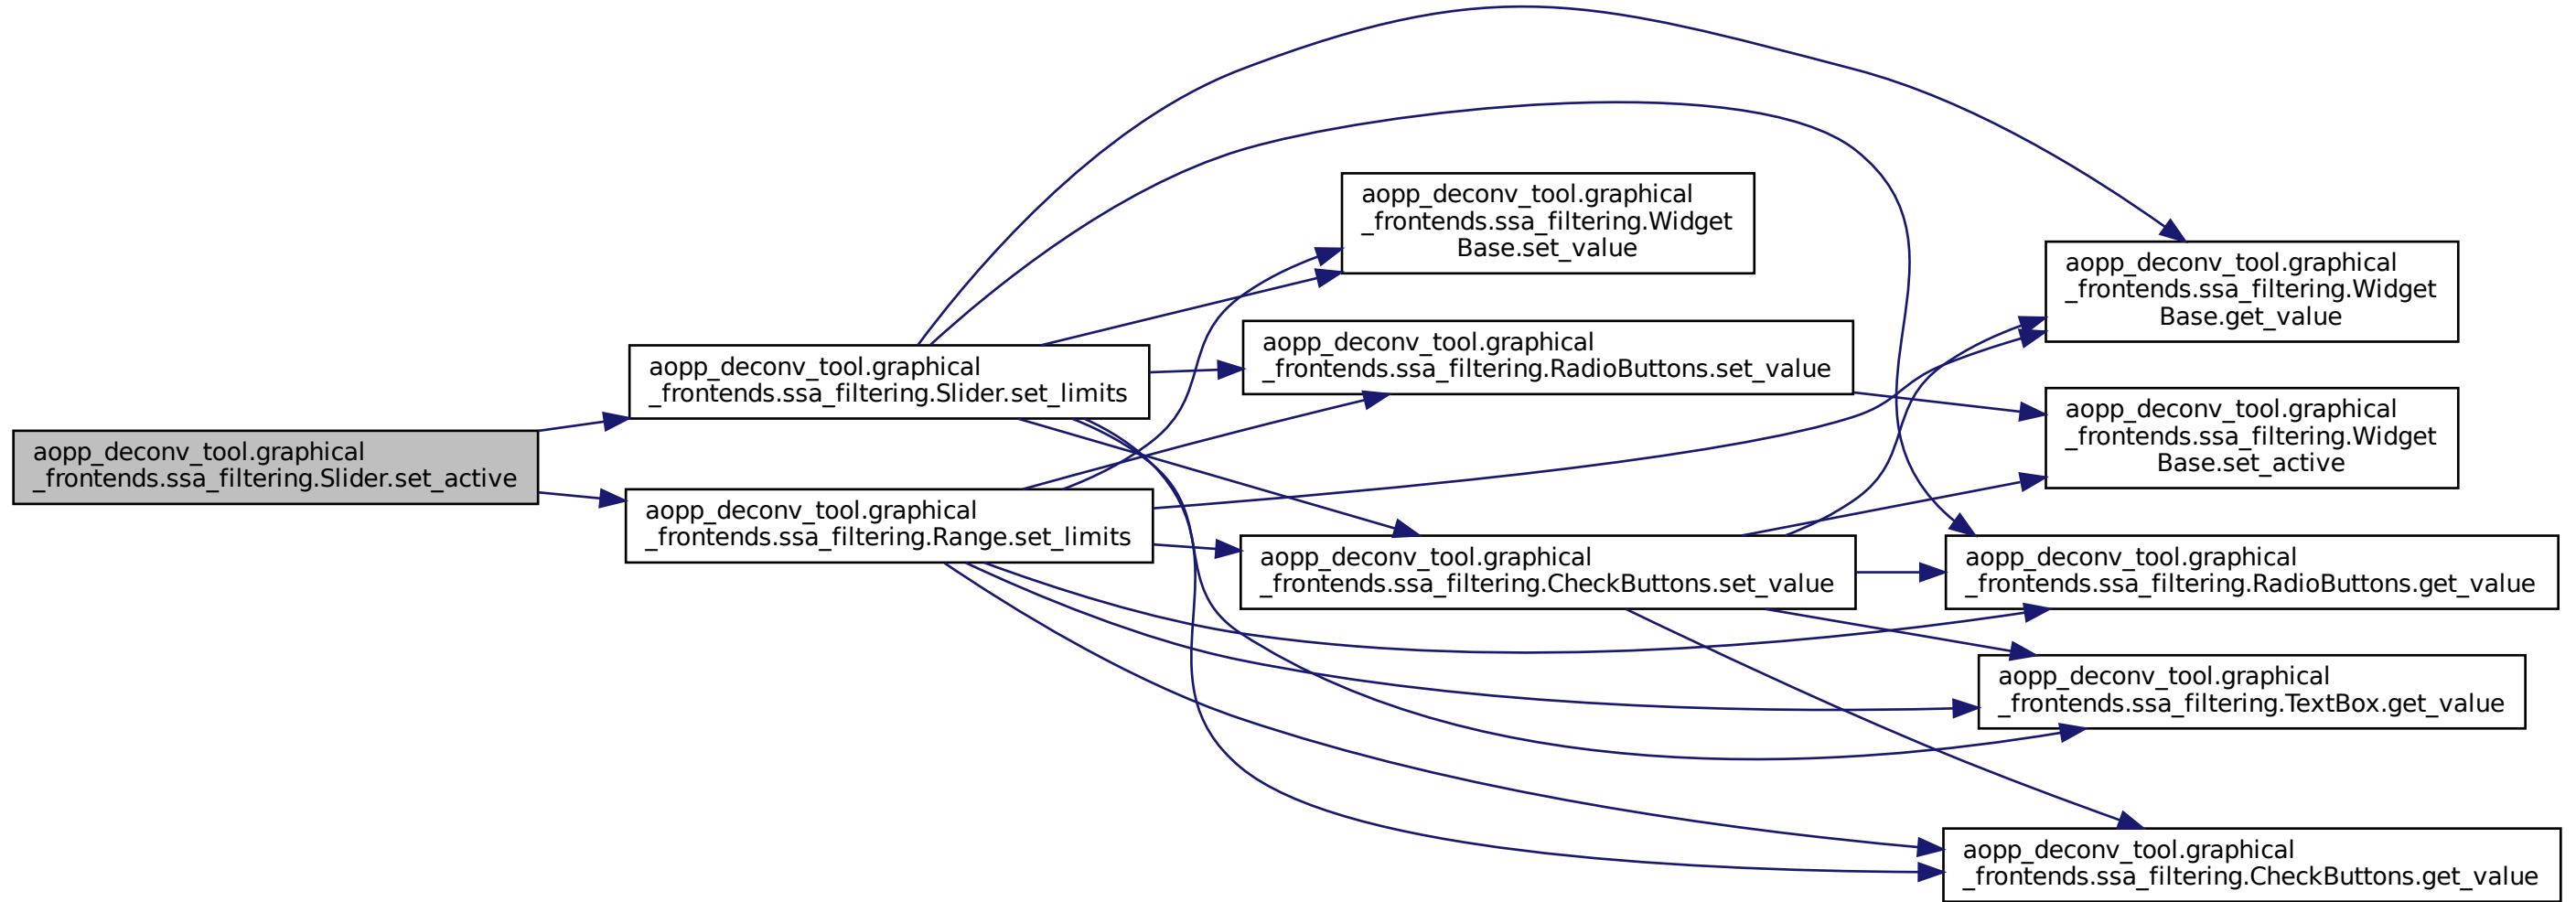 aopp_deconv_tool.graphical
_frontends.ssa_filtering.Slider.set_active
aopp_deconv_tool.graphical
_frontends.ssa_filtering.Slider.set_limits
aopp_deconv_tool.graphical
_frontends.ssa_filtering.Range.set_limits
aopp_deconv_tool.graphical
_frontends.ssa_filtering.Widget
Base.set_value
aopp_deconv_tool.graphical
_frontends.ssa_filtering.RadioButtons.set_value
aopp_deconv_tool.graphical
_frontends.ssa_filtering.CheckButtons.set_value
aopp_deconv_tool.graphical
_frontends.ssa_filtering.Widget
Base.get_value
aopp_deconv_tool.graphical
_frontends.ssa_filtering.Widget
Base.set_active
aopp_deconv_tool.graphical
_frontends.ssa_filtering.RadioButtons.get_value
aopp_deconv_tool.graphical
_frontends.ssa_filtering.TextBox.get_value
aopp_deconv_tool.graphical
_frontends.ssa_filtering.CheckButtons.get_value